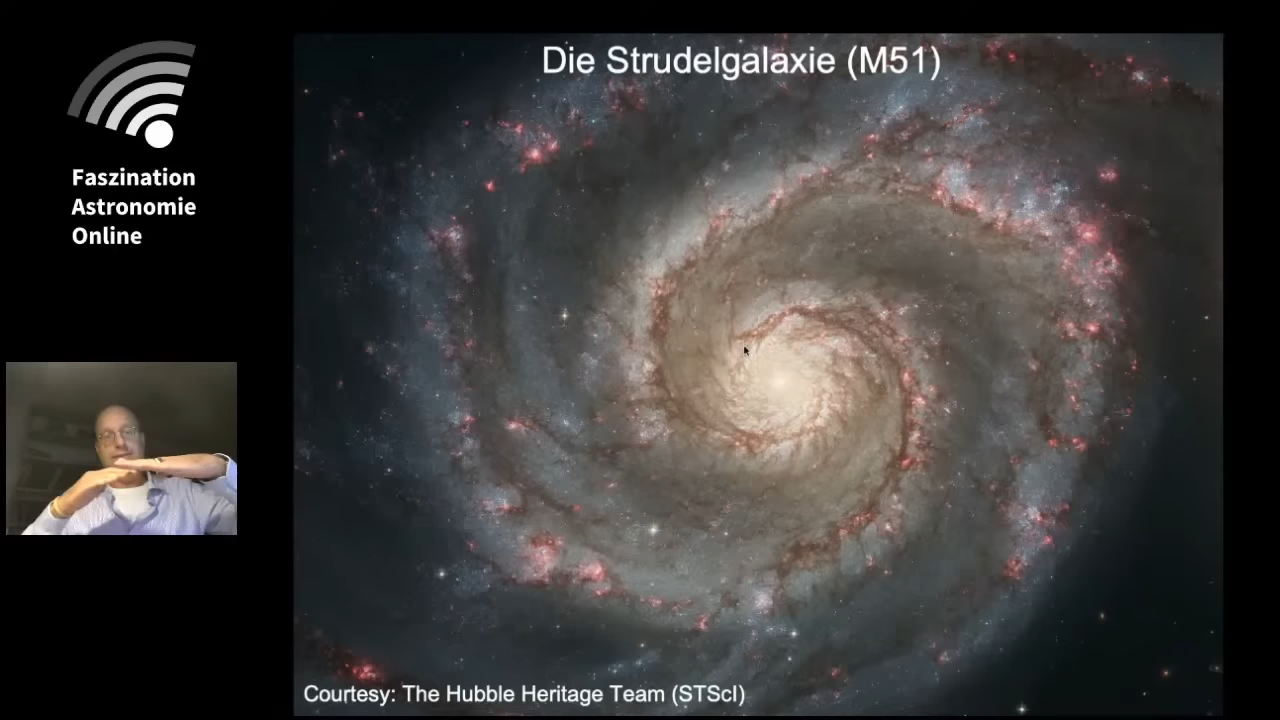 Die Strudelgalaxie (M51)
Faszination
Astronomie
Online
Courtesy: The Hubble Heritage Team (STScI)